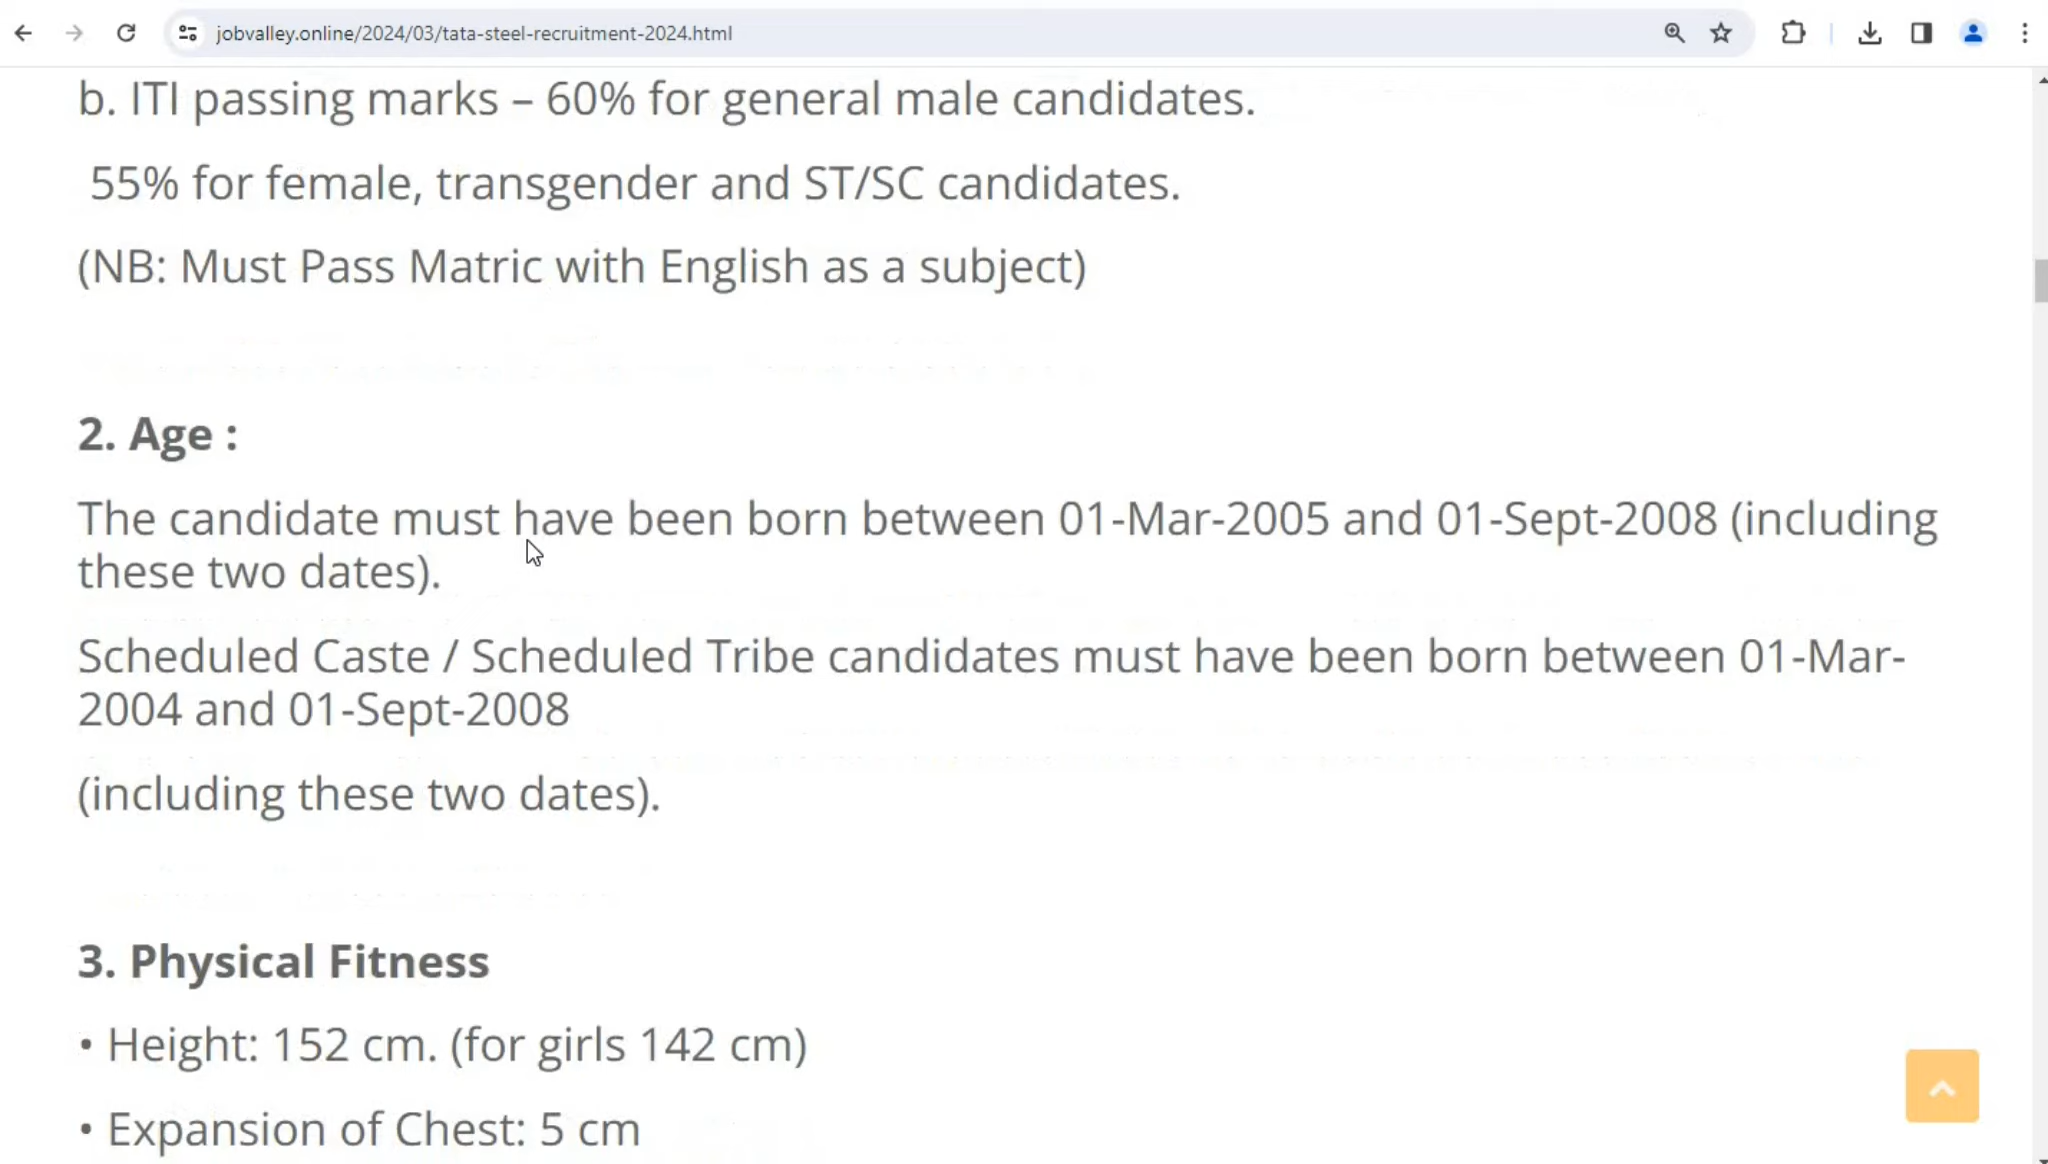 jobvalley.online/2024/03/tata-steel-recruitment-2024.html
b. ITI passing marks – 60% for general male candidates.
55% for female, transgender and ST/SC candidates.
(NB: Must Pass Matric with English as a subject)
2. Age :
The candidate must have been born between 01-Mar-2005 and 01-Sept-2008 (including
these two dates).
Scheduled Caste / Scheduled Tribe candidates must have been born between 01-Mar-
2004 and 01-Sept-2008
(including these two dates).
3. Physical Fitness
• Height: 152 cm. (for girls 142 cm)
• Expansion of Chest: 5 cm